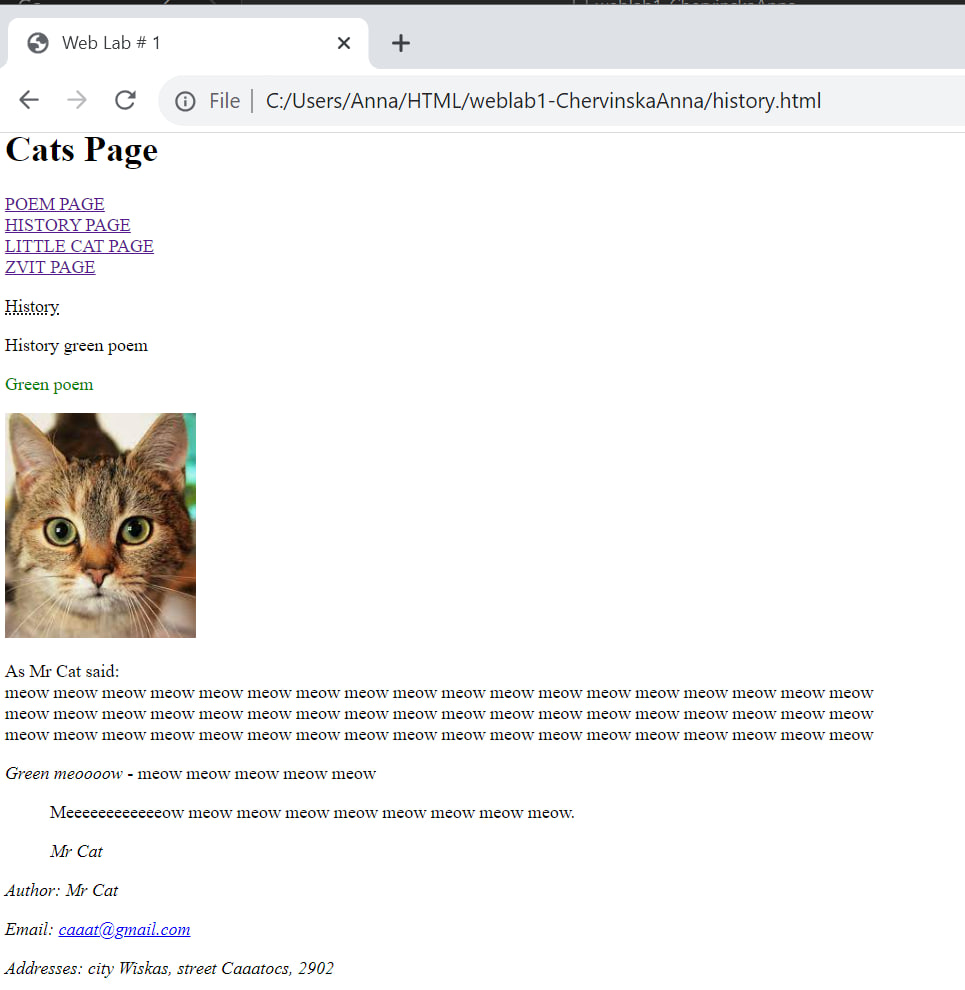 Web Lab # 1
File C:/Users/Anna/HTML/weblab1-ChervinskaAnna/history.html
Cats Page
POEM PAGE
HISTORY PAGE
LITTLE CAT PAGE
ZVIT PAGE
History
History green poem
Green poem
As Mr Cat said:
meow meow meow meow meow meow meow meow meow meow meow meow meow meow meow meow meow meow
meow meow meow meow meow meow meow meow meow meow meow meow meow meow meow meow meow meow
meow meow meow meow meow meow meow meow meow meow meow meow meow meow meow meow meow meow
Green meoooow - meow meow meow meow meow
Meeeeeeeeeeeeow meow meow meow meow meow meow meow meow.
Mr Cat
Author: Mr Cat
Email: caaat@gmail.com
Addresses: city Wiskas, street Caaatocs, 2902